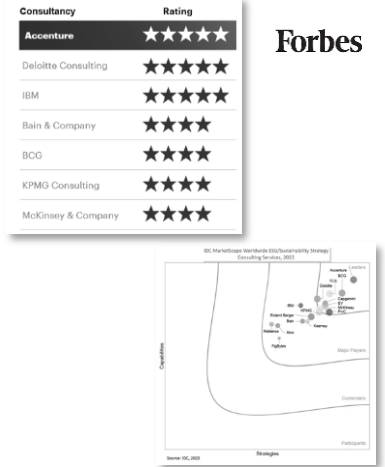 Consultancy Rating
Accenture
Deloitte Consulting
IBM
Bain & Company
BCG
KPMG Consulting
McKinsey & Company
Forbes
IDC MarketScape Worldwide ESG/Sustainability Strategy
Consulting Services, 2023
Leaders
Accenture
BCG
Deloitte
Capgemini
IBM
EY
KPMG
McKinsey
PwC
Roland Berger
Bain
Kearney
Major Players
Contenders
Participants
Capabilities
Strategies
Source: IDC, 2023